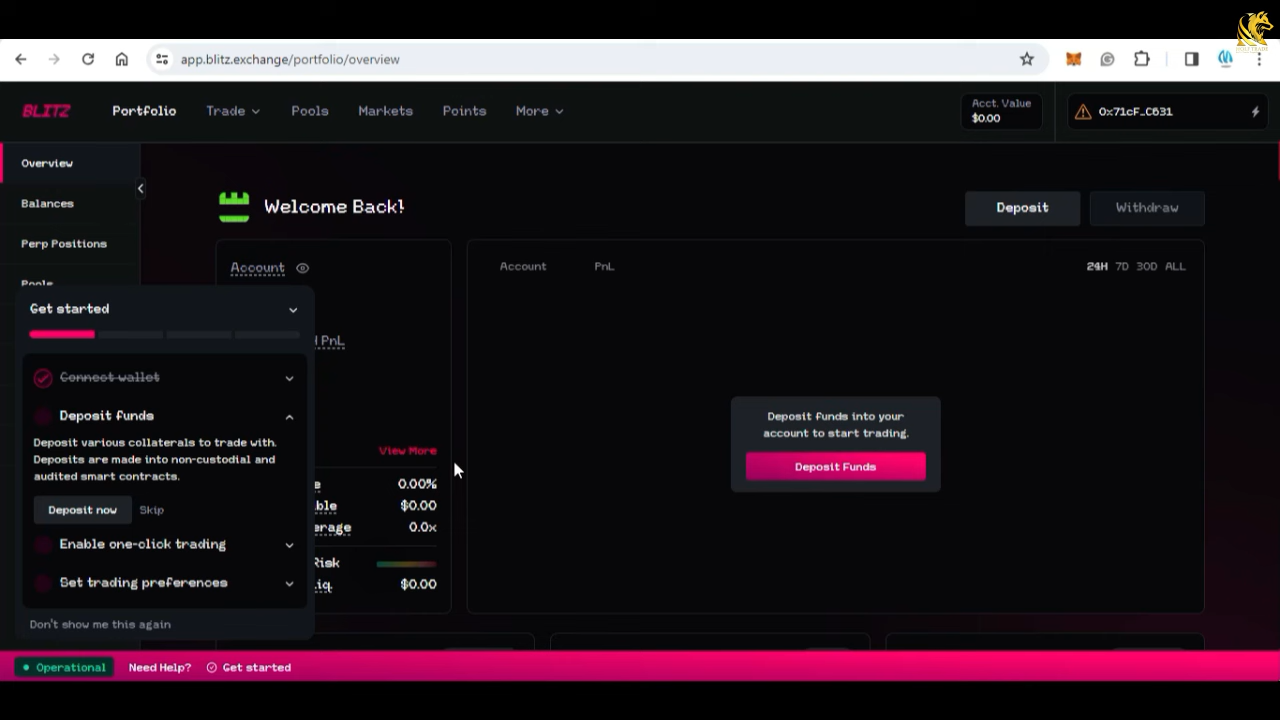 app.blitz.exchange/portfolio/overview
BLITZ
Portfolio
Trade
Pools
Markets
Points
More
Acct. Value
$0.00
0x71cF_C631
Overview
Balances
Perp Positions
Pools
Welcome Back!
Deposit
Withdraw
Account
Account
PnL
24H 7D 30D ALL
Get started
PnL
Connect wallet
Deposit funds
Deposit various collaterals to trade with.
Deposits are made into non-custodial and
audited smart contracts.
Deposit now
Skip
Enable one-click trading
Set trading preferences
Don't show me this again
View More
0.00%
$0.00
0.0x
Risk
$0.00
Deposit funds into your
account to start trading.
Deposit Funds
Operational
Need Help?
Get started